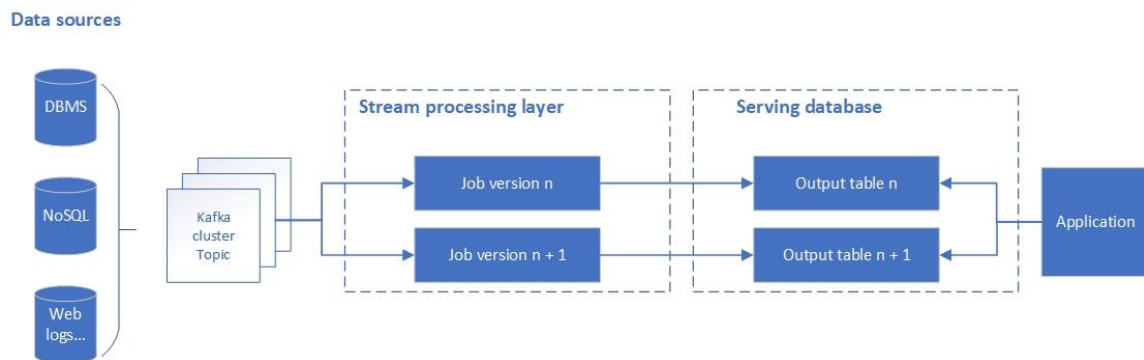 Data sources
DBMS
NoSQL
Web
logs...
Kafka
cluster
Topic
Stream processing layer
Job version n
Job version n + 1
Serving database
Output table n
Output table n + 1
Application